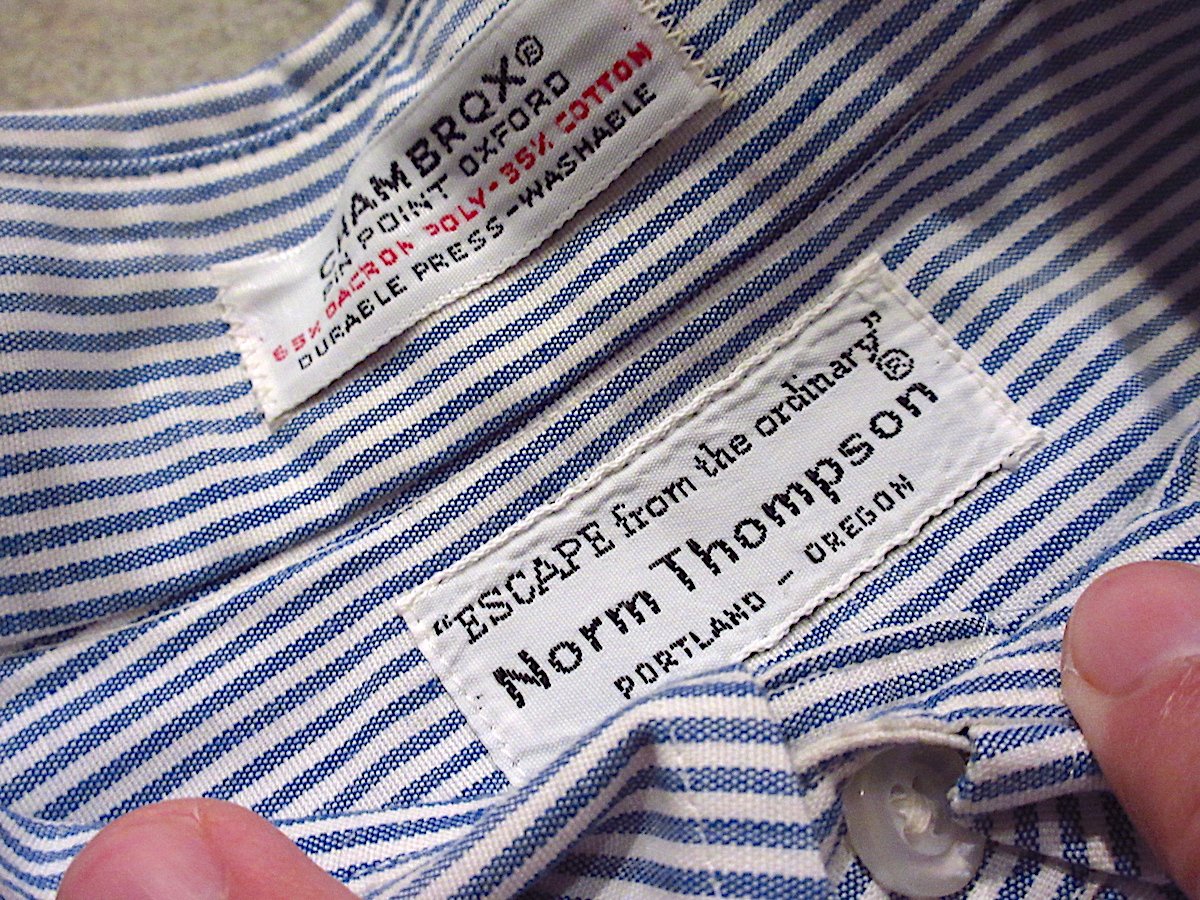 CHAMBRQX®
PIN POINT OXFORD
65% DACRON POLY-35% COTTON
DURABLE PRESS-WASHABLE
"ESCAPE from the ordinary"®
Norm Thompson
PORTLAND - OREGON